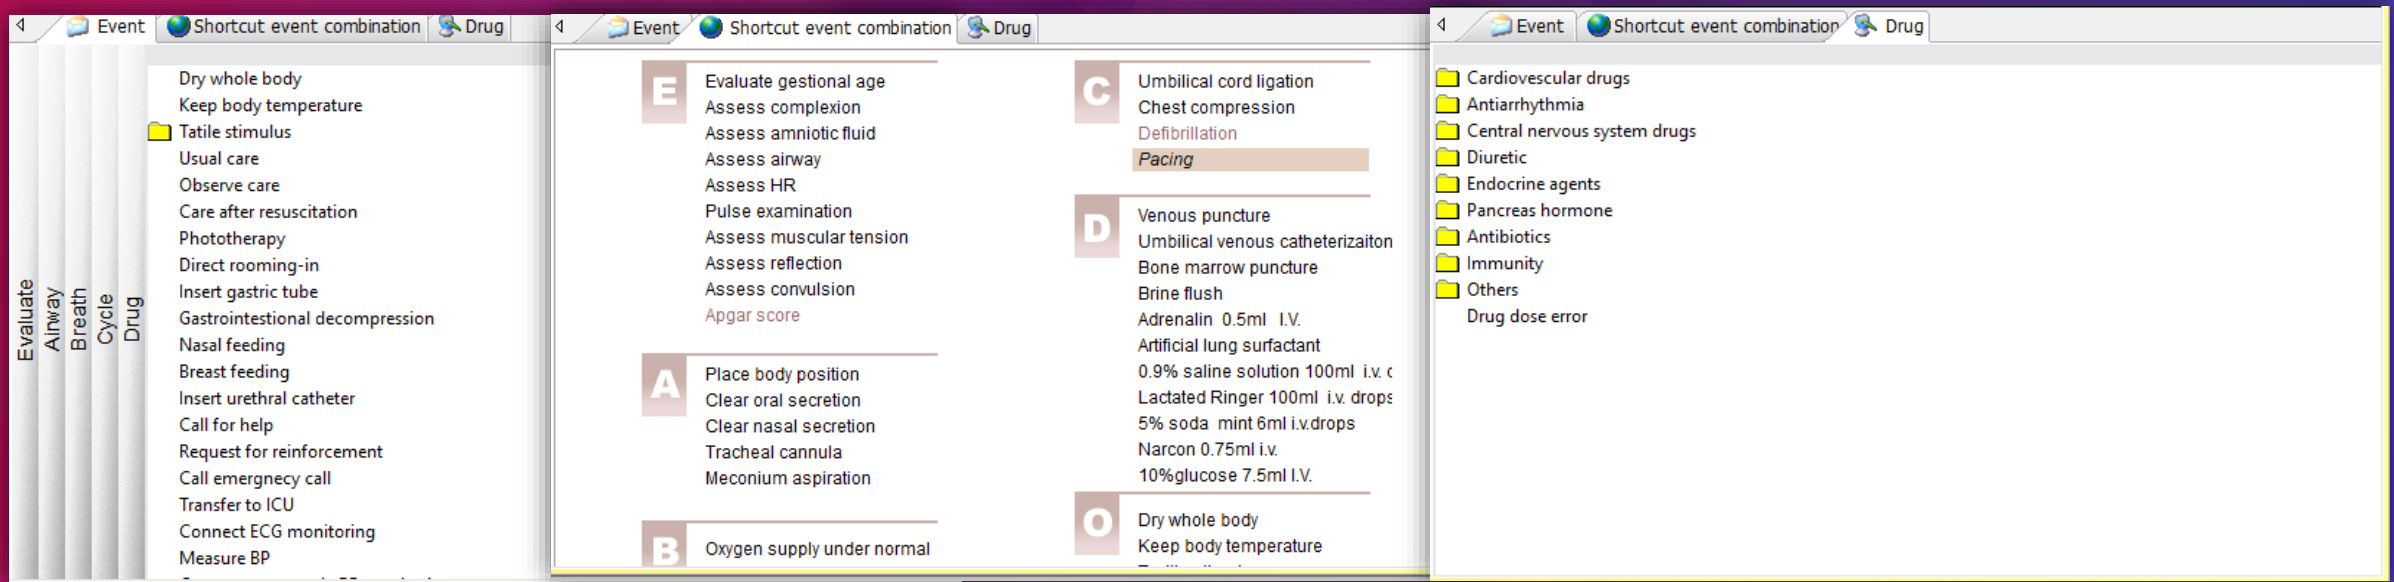 Event Shortcut event combination Drug
Evaluate
Airway
Breath
Cycle
Drug
Dry whole body
Keep body temperature
Tatile stimulus
Usual care
Observe care
Care after resuscitation
Phototherapy
Direct rooming-in
Insert gastric tube
Gastrointestional decompression
Nasal feeding
Breast feeding
Insert urethral catheter
Call for help
Request for reinforcement
Call emergnecy call
Transfer to ICU
Connect ECG monitoring
Measure BP
Event Shortcut event combination Drug
E
Evaluate gestional age
Assess complexion
Assess amniotic fluid
Assess airway
Assess HR
Pulse examination
Assess muscular tension
Assess reflection
Assess convulsion
Apgar score
A
Place body position
Clear oral secretion
Clear nasal secretion
Tracheal cannula
Meconium aspiration
B
Oxygen supply under normal
C
Umbilical cord ligation
Chest compression
Defibrillation
Pacing
D
Venous puncture
Umbilical venous catheterizaiton
Bone marrow puncture
Brine flush
Adrenalin 0.5ml I.V.
Artificial lung surfactant
0.9% saline solution 100ml i.v.
Lactated Ringer 100ml i.v. drops
5% soda mint 6ml i.v.drops
Narcon 0.75ml i.v.
10%glucose 7.5ml I.V.
O
Dry whole body
Keep body temperature
Event Shortcut event combination Drug
Cardiovescular drugs
Antiarrhythmia
Central nervous system drugs
Diuretic
Endocrine agents
Pancreas hormone
Antibiotics
Immunity
Others
Drug dose error